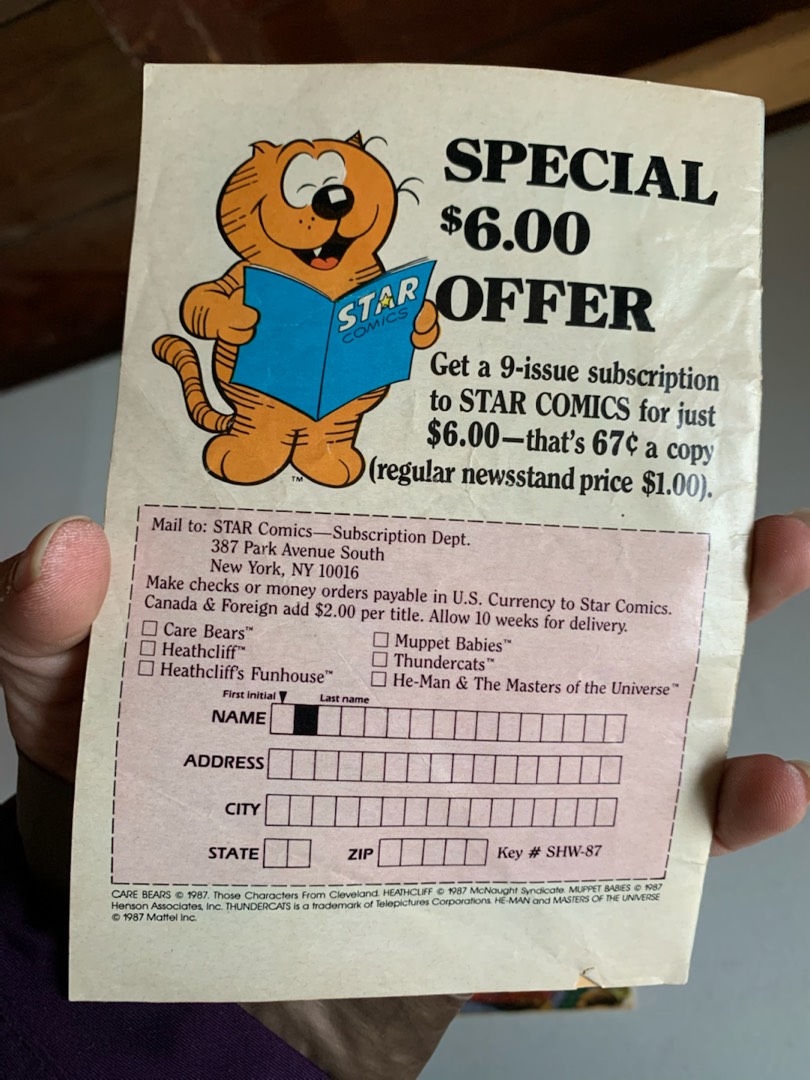 SPECIAL
$6.00
OFFER
STAR
COMICS
Get a 9-issue subscription
to STAR COMICS for just
$6.00—that's 67¢ a copy
(regular newsstand price $1.00).
TM
Mail to: STAR Comics—Subscription Dept.
387 Park Avenue South
New York, NY 10016
Make checks or money orders payable in U.S. Currency to Star Comics.
Canada & Foreign add $2.00 per title. Allow 10 weeks for delivery.
☐ Care Bears™
☐ Heathcliff™
☐ Heathcliff's Funhouse™
☐ Muppet Babies™
☐ Thundercats™
☐ He-Man & The Masters of the Universe™
First initial Last name
NAME
ADDRESS
CITY
STATE ZIP Key # SHW-87
CARE BEARS © 1987. Those Characters From Cleveland. HEATHCLIFF © 1987 McNaught Syndicate. MUPPET BABIES © 1987
Henson Associates, Inc. THUNDERCATS is a trademark of Telepictures Corporations. HE-MAN and MASTERS OF THE UNIVERSE
© 1987 Mattel Inc.